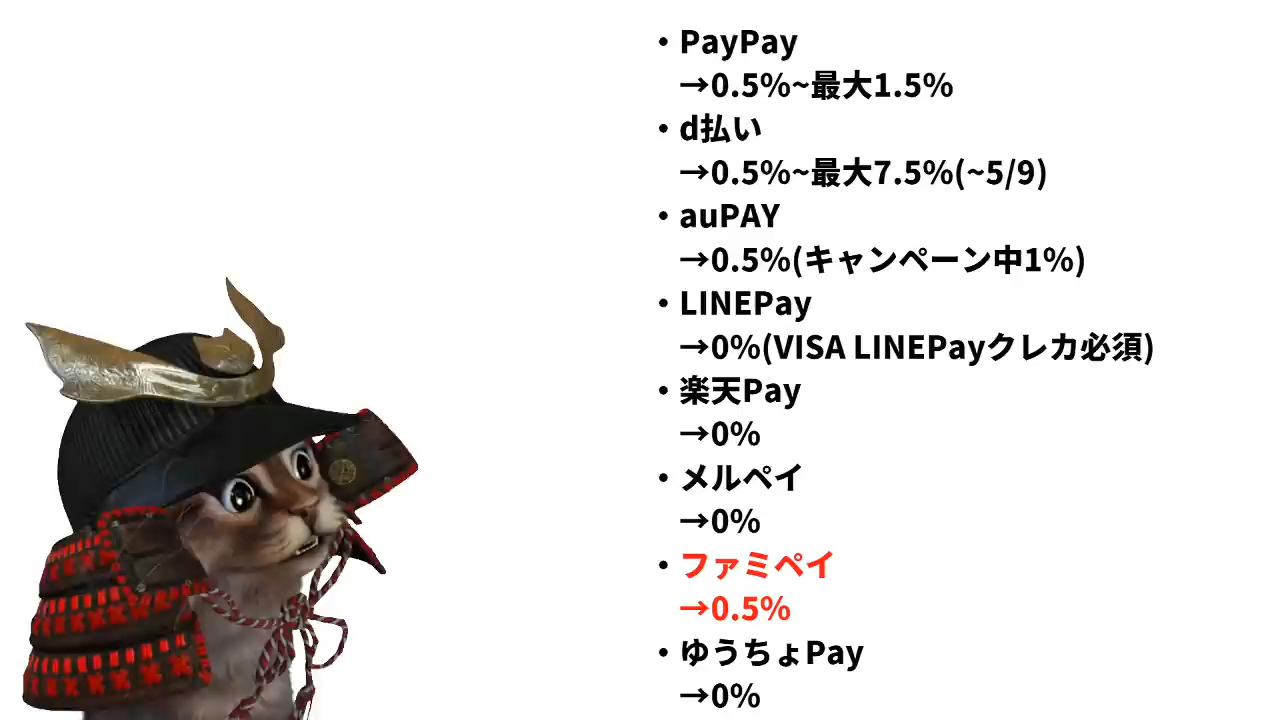 ・PayPay
→0.5%~最大1.5%
・d払い
→0.5%~最大7.5%(~5/9)
・auPAY
→0.5%(キャンペーン中1%)
・LINEPay
→0%(VISA LINEPayクレカ必須)
・楽天Pay
→0%
・メルペイ
→0%
・ファミペイ
→0.5%
・ゆうちょPay
→0%